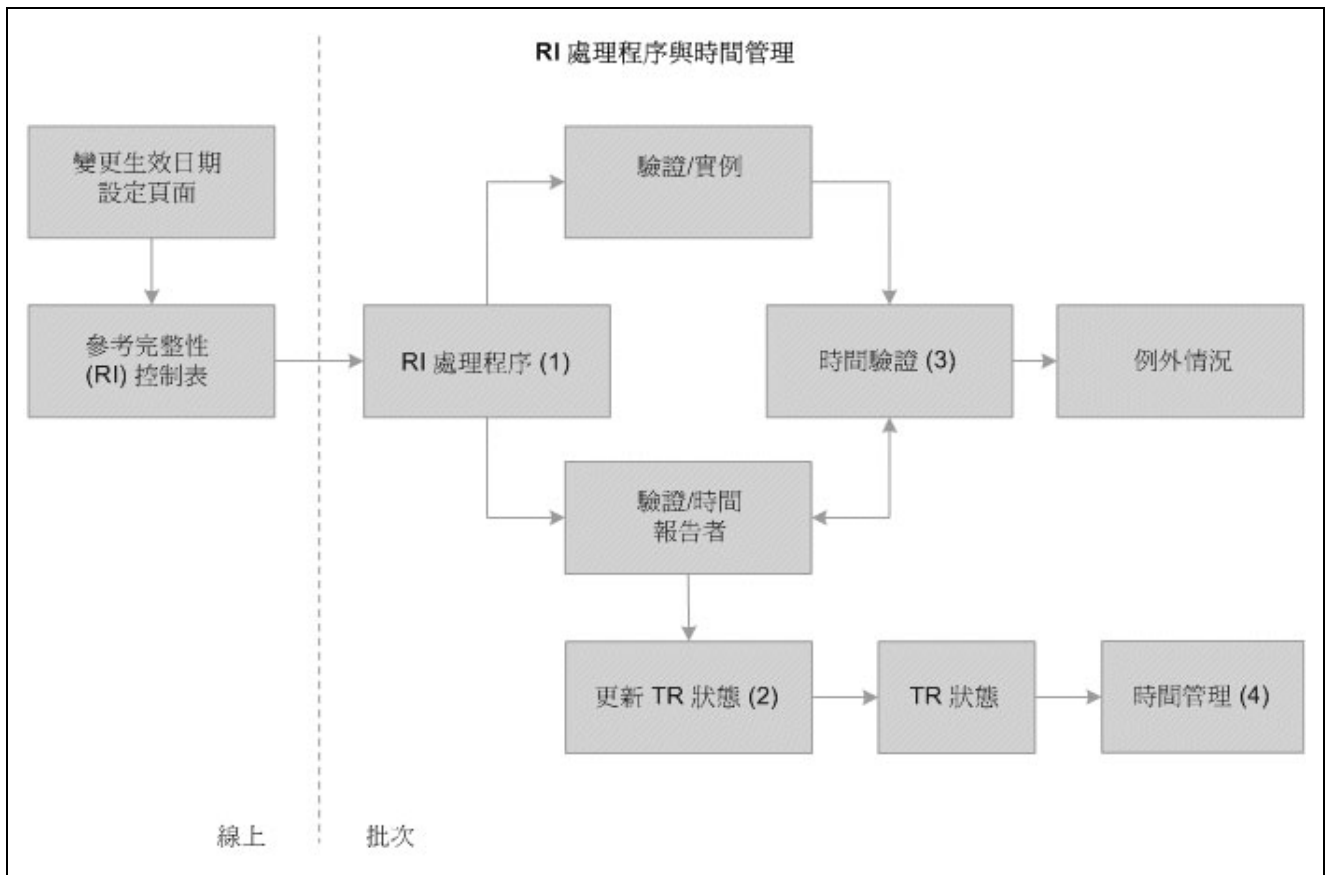 RI 處理程序與時間管理
變更生效日期
設定頁面
驗證/實例
參考完整性
(RI) 控制表
RI 處理程序 (1)
時間驗證 (3)
例外情況
驗證/時間
報告者
更新 TR 狀態 (2)
TR 狀態
時間管理 (4)
線上
批次